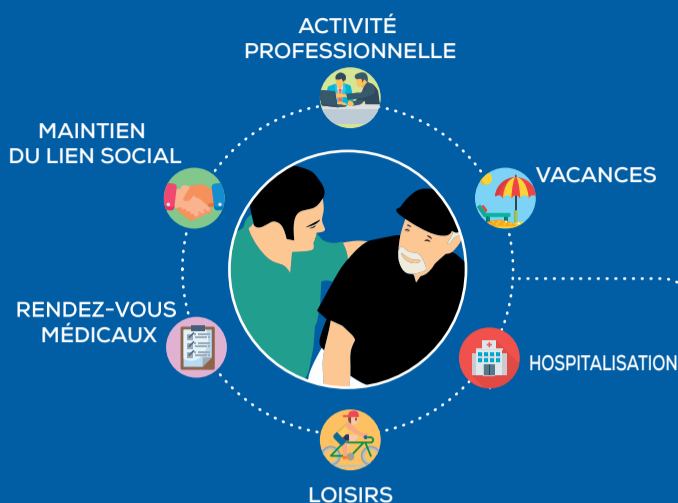 ACTIVITÉ
PROFESSIONNELLE
MAINTIEN
DU LIEN SOCIAL
VACANCES
RENDEZ-VOUS
MÉDICAUX
HOSPITALISATION
LOISIRS